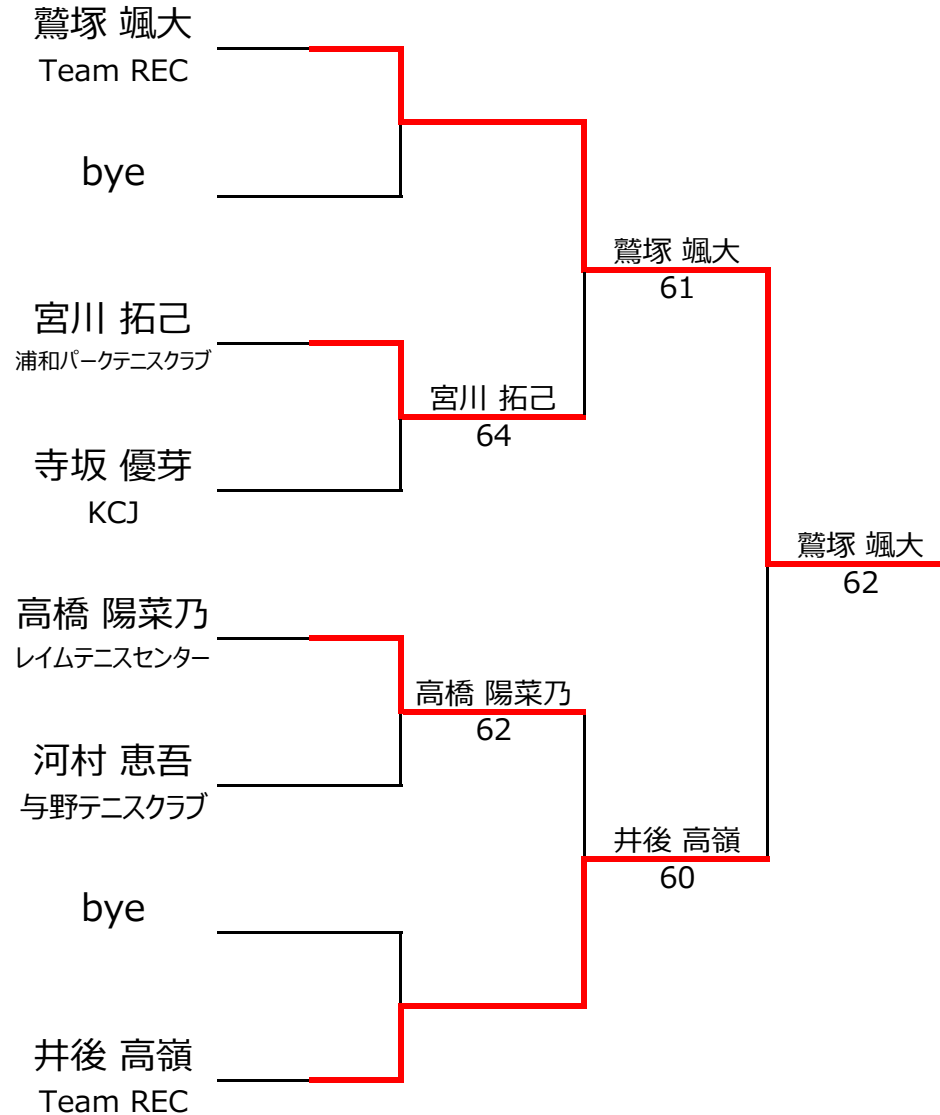 鷲塚 颯大
Team REC
bye
鷲塚 颯大
61
宮川 拓己
浦和パークテニスクラブ
宮川 拓己
64
寺坂 優芽
KCJ
鷲塚 颯大
62
高橋 陽菜乃
レイムテニスセンター
高橋 陽菜乃
62
河村 恵吾
与野テニスクラブ
井後 高嶺
60
bye
井後 高嶺
Team REC